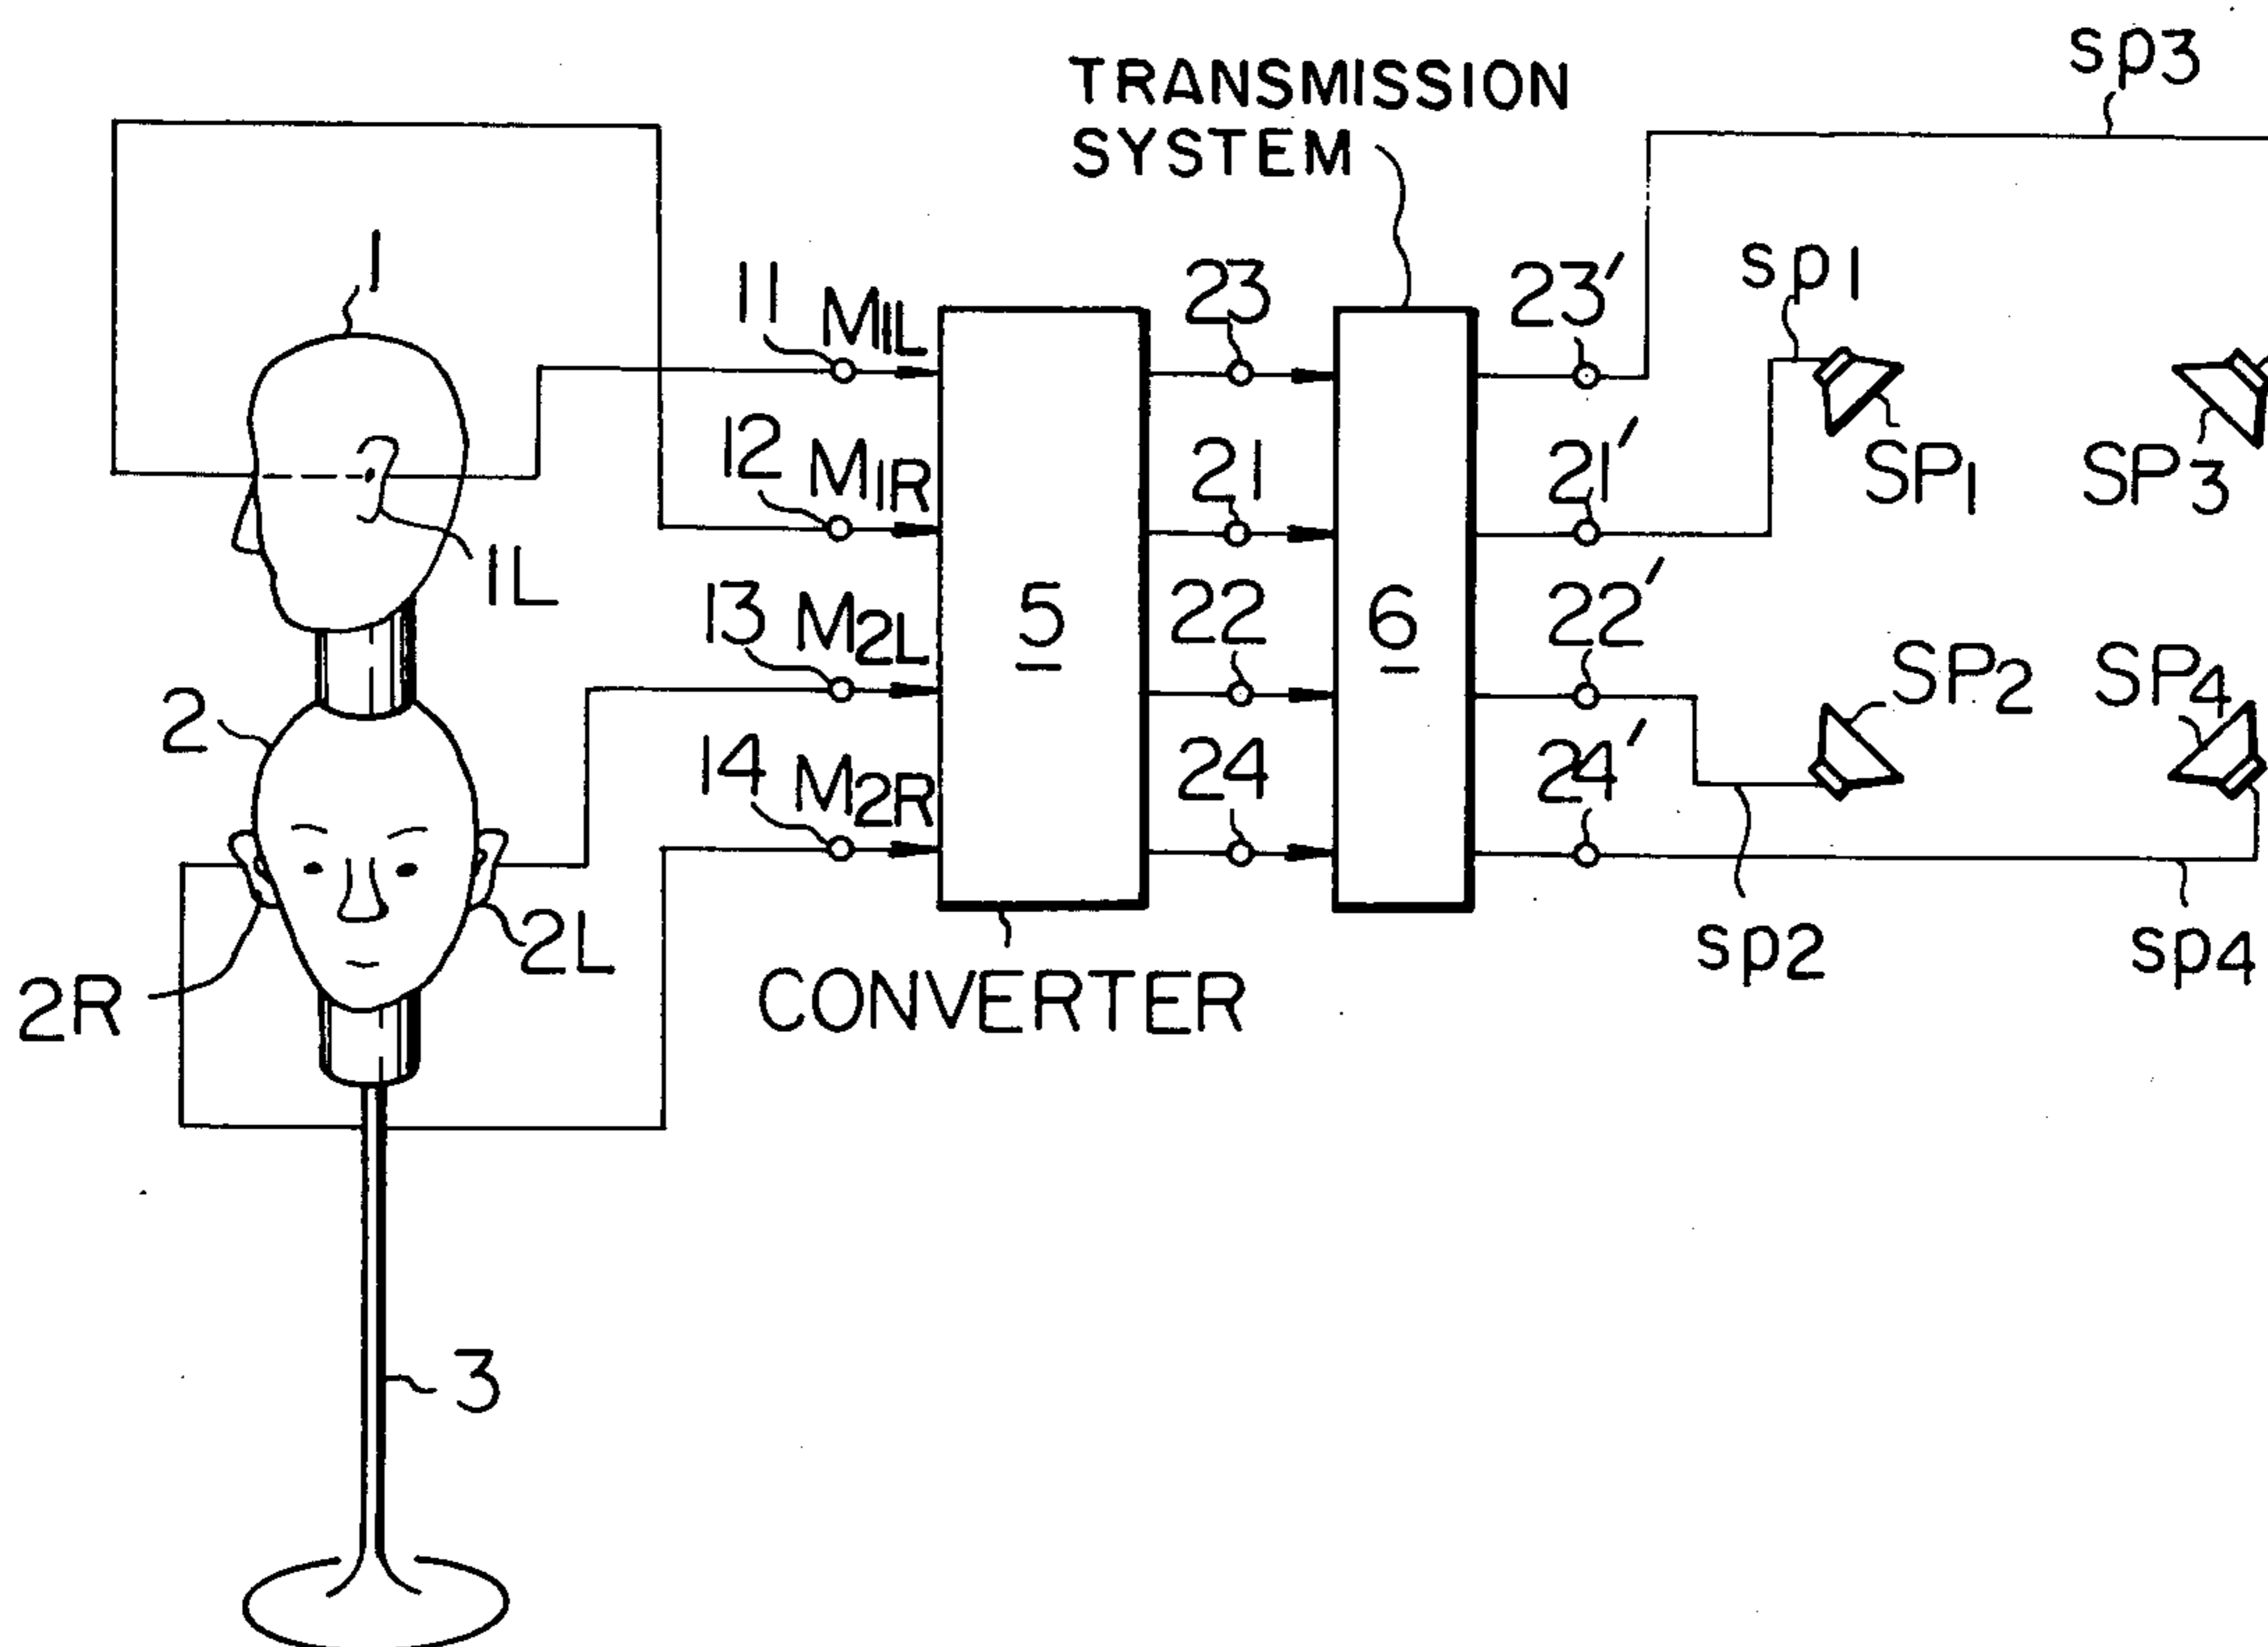 TRANSMISSION
SYSTEM
sp3
1
11 M1L
23
23′
sp1
12 M1R
21
21′
SP1
SP3
1L
13 M2L
5
22
6
22′
2
SP2
SP4
14 M2R
24
24′
2L
2R
CONVERTER
sp2
sp4
3